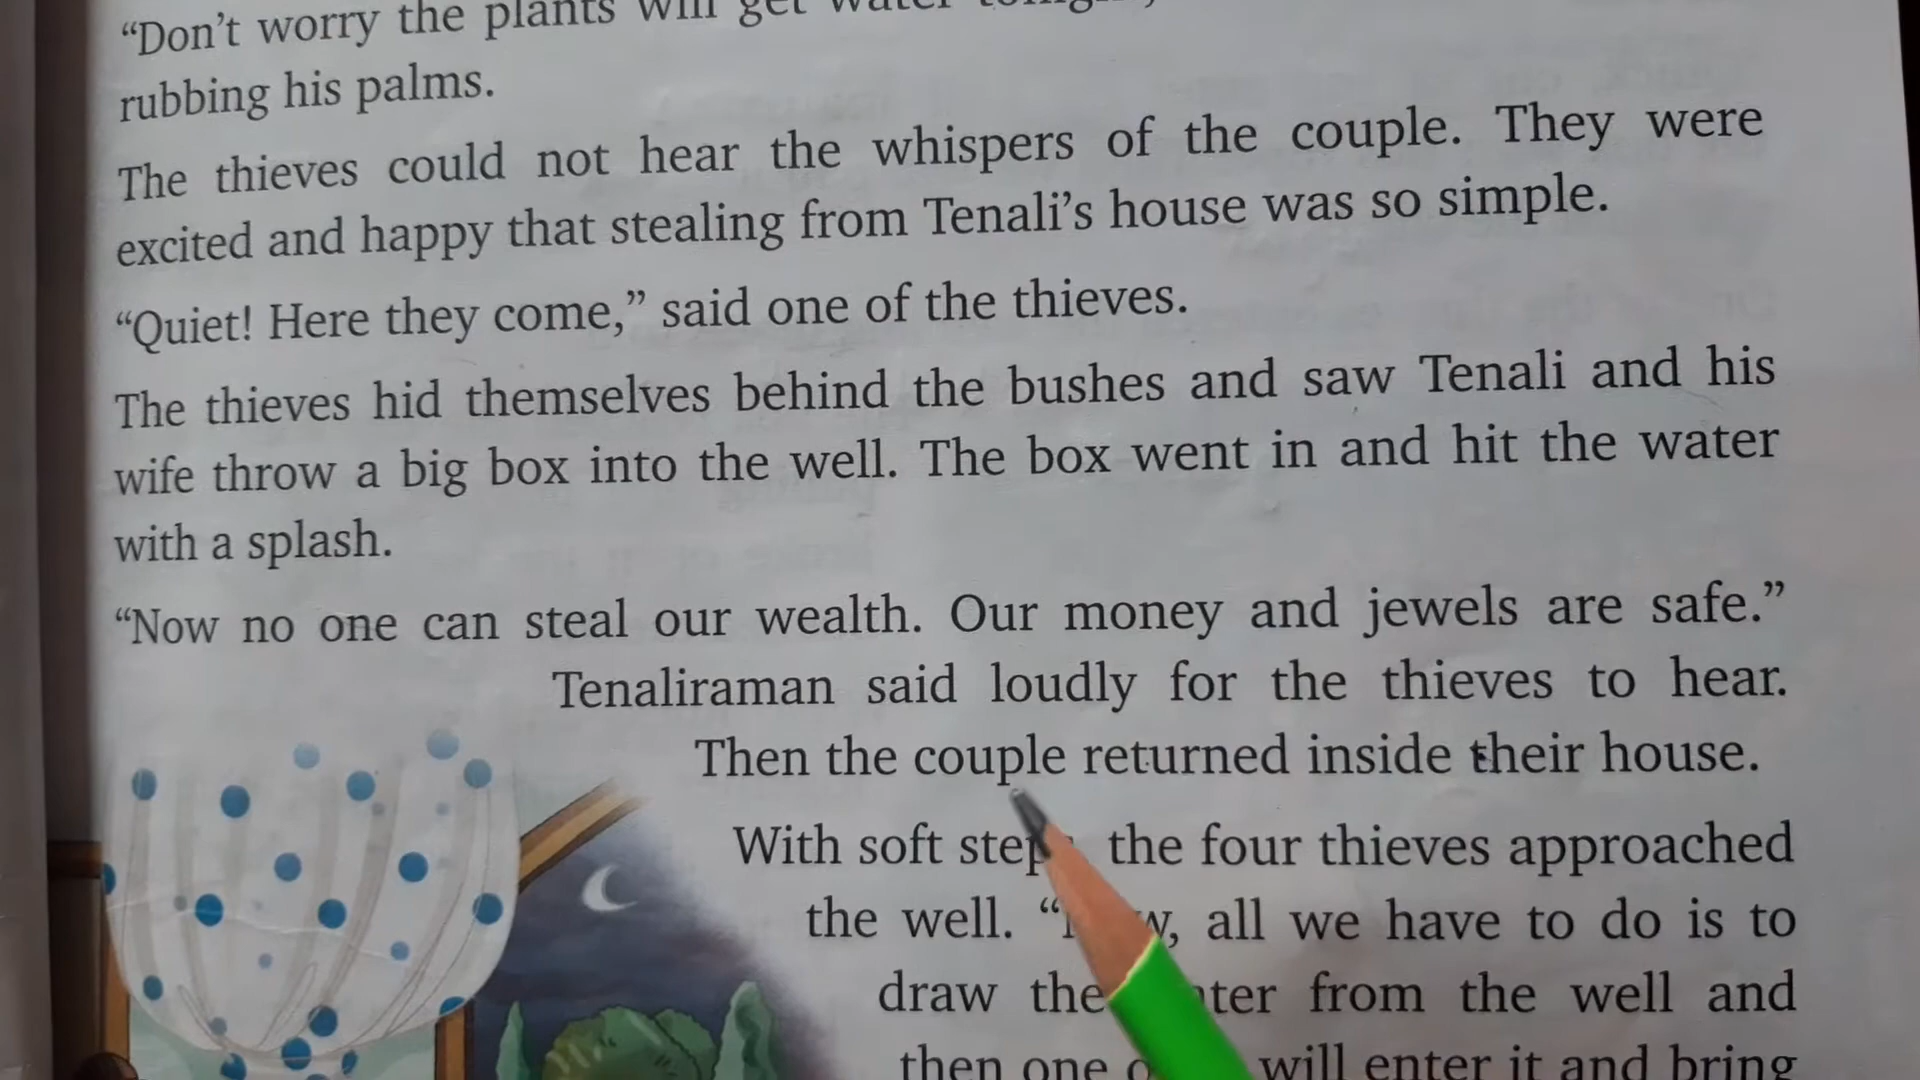 “Don’t worry the plants will get water tonight,
rubbing his palms.
The thieves could not hear the whispers of the couple. They were
excited and happy that stealing from Tenali’s house was so simple.
“Quiet! Here they come,” said one of the thieves.
The thieves hid themselves behind the bushes and saw Tenali and his
wife throw a big box into the well. The box went in and hit the water
with a splash.
“Now no one can steal our wealth. Our money and jewels are safe.”
Tenaliraman said loudly for the thieves to hear.
Then the couple returned inside their house.
With soft steps, the four thieves approached
the well. all we have to do is to
draw the from the well and
then one will enter it and bring